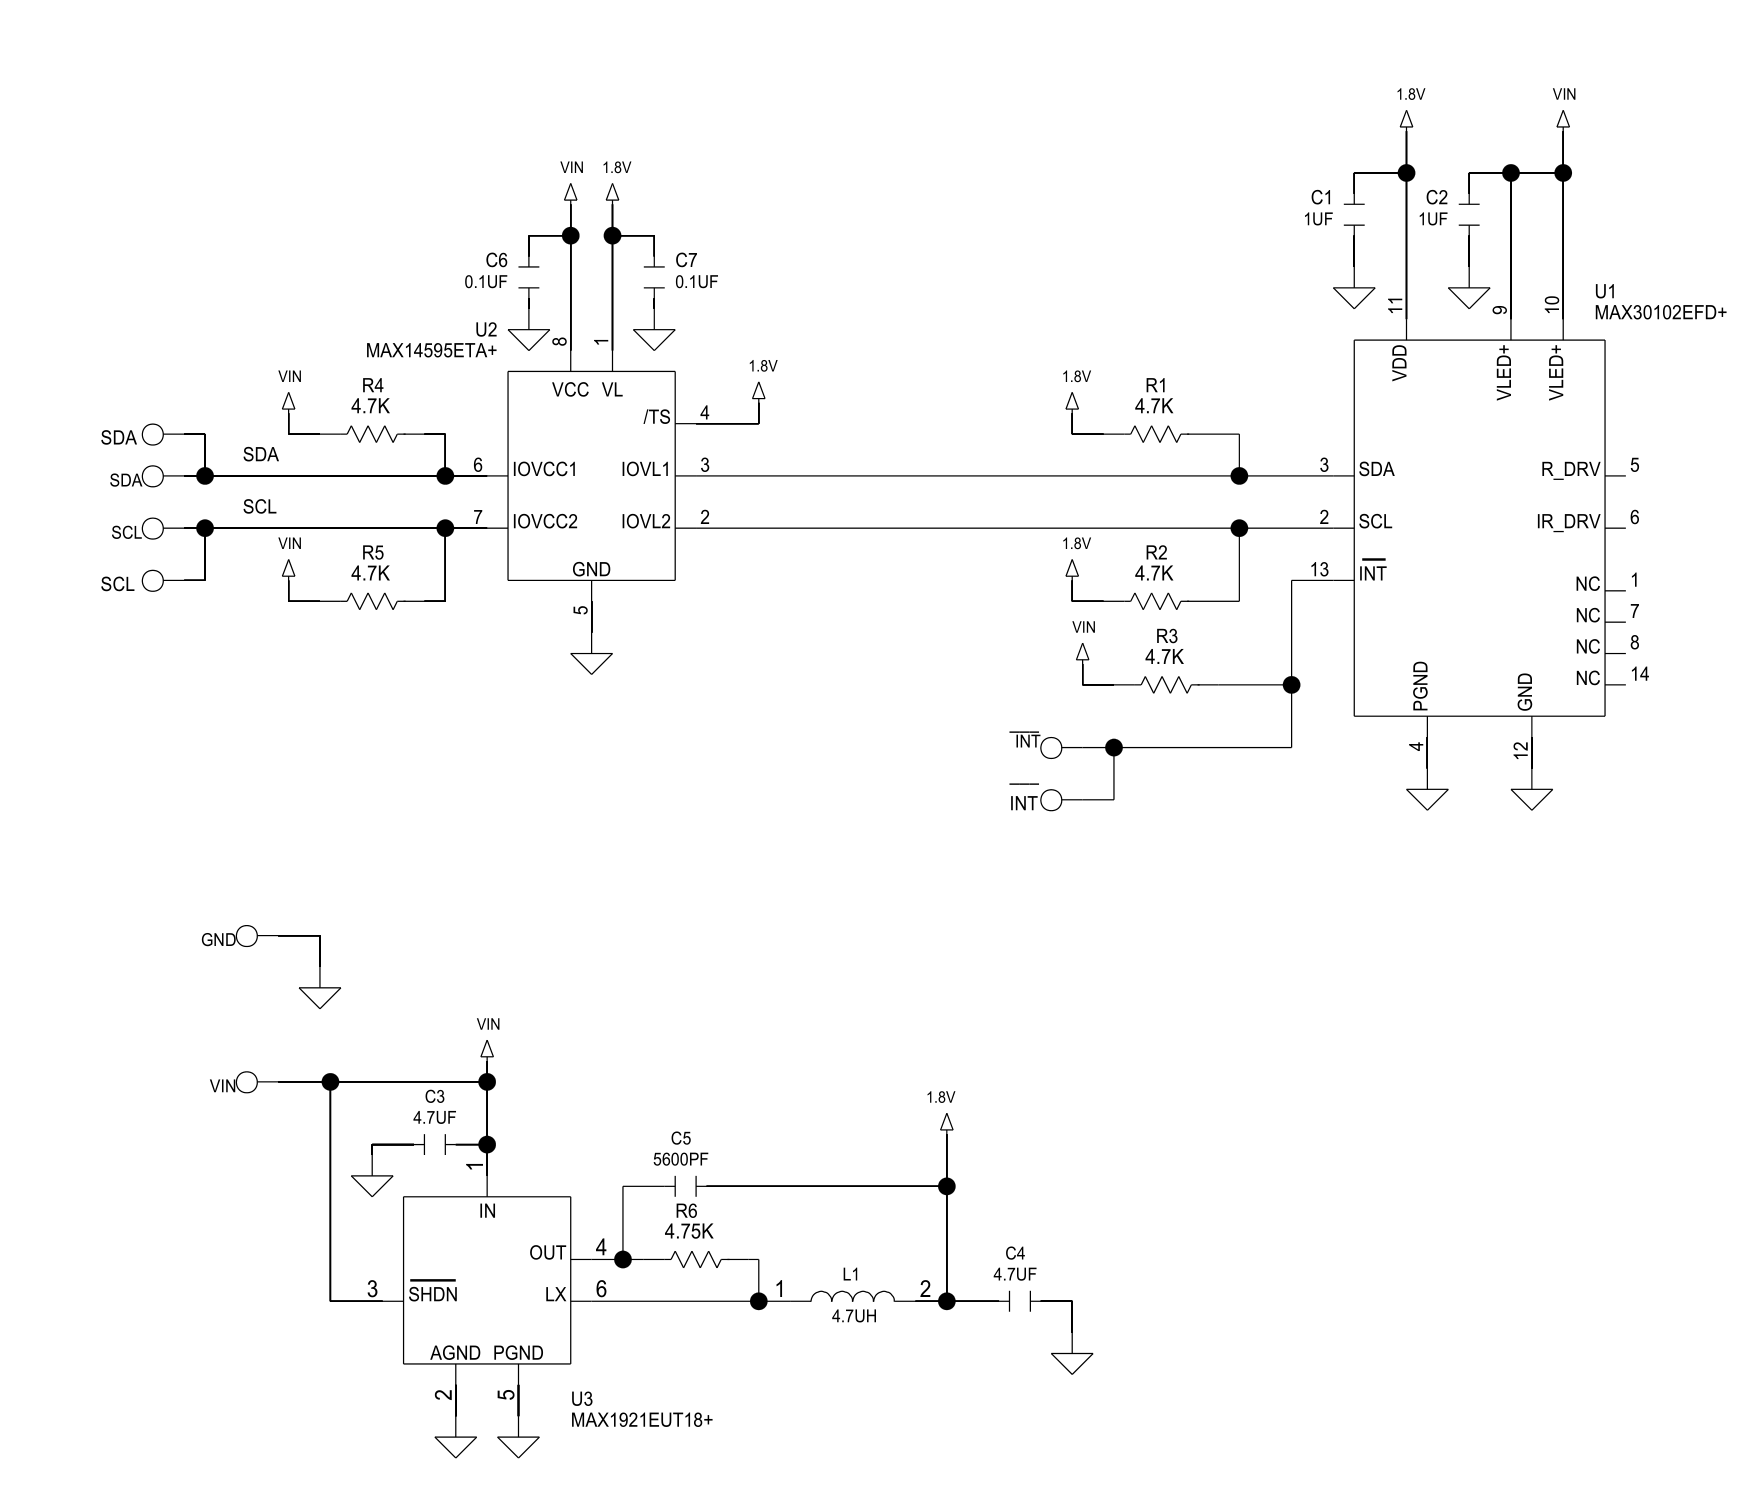 1.8V
VIN
C1
1UF
C2
1UF
11
9
10
U1
MAX30102EFD+
VDD
VLED+
VLED+
VIN
1.8V
C6
0.1UF
C7
0.1UF
U2
MAX14595ETA+
8
1
VCC
VL
/TS
4
1.8V
VIN
R4
4.7K
SDA
SDA
SDA
6
IOVCC1
IOVL1
3
SCL
SCL
SCL
7
IOVCC2
IOVL2
2
VIN
R5
4.7K
GND
5
1.8V
R1
4.7K
3
SDA
2
SCL
1.8V
R2
4.7K
13
INT
VIN
R3
4.7K
INT
INT
R_DRV
5
IR_DRV
6
NC
1
NC
7
NC
8
NC
14
PGND
GND
4
12
GND
VIN
VIN
C3
4.7UF
1
IN
OUT
4
3
SHDN
LX
6
AGND
PGND
2
5
U3
MAX1921EUT18+
C5
5600PF
R6
4.75K
1.8V
1
L1
4.7UH
2
C4
4.7UF